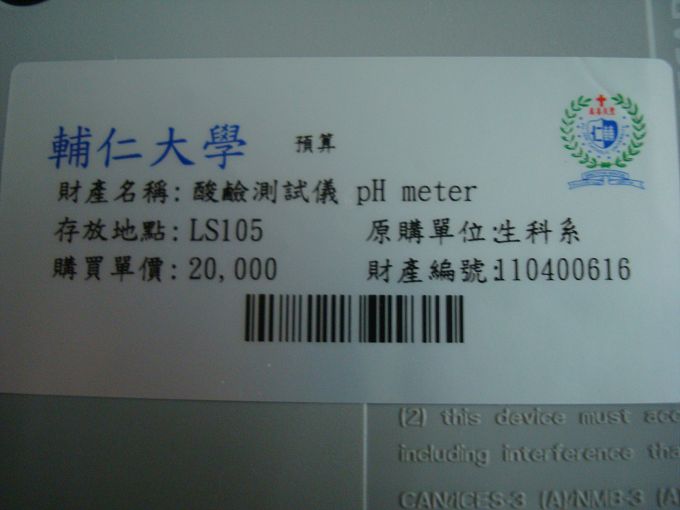 輔仁大學 預算
財產名稱: 酸鹼測試儀 pH meter
存放地點: LS105 原購單位:生科系
購買單價: 20,000 財產編號:110400616
(2) this device must acc
including interference tha
CAN/ICES-3 (A)/NMB-3 (A)